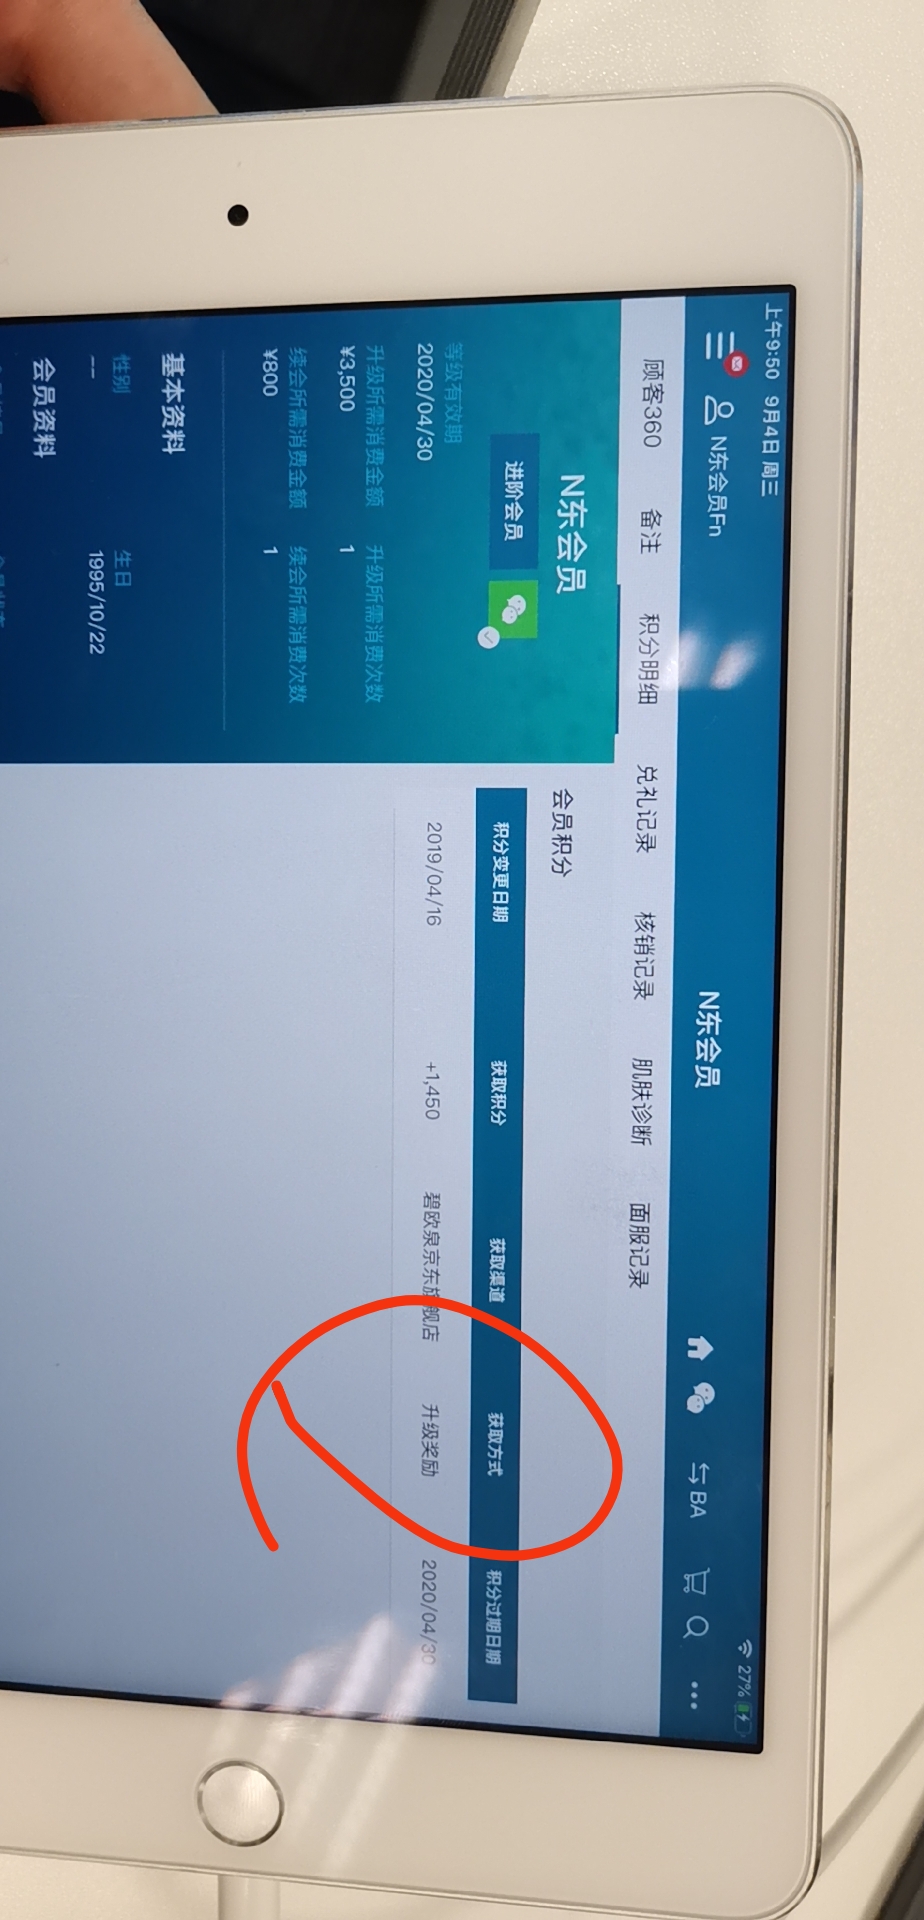 上午9:50 9月4日 周三
27%
N东会员Fn
N东会员
BA
顾客360 备注 积分明细 兑礼记录 核销记录 肌肤诊断 面服记录
N东会员
进阶会员
等级有效期
2020/04/30
升级所需消费金额 升级所需消费次数
¥3,500 1
续会所需消费金额 续会所需消费次数
¥800 1
基本资料
性别 生日
-- 1995/10/22
会员资料
会员积分
积分变更日期 获取积分 获取渠道 获取方式 积分过期日期
2019/04/16 +1,450 碧欧泉京东旗舰店 升级奖励 2020/04/30